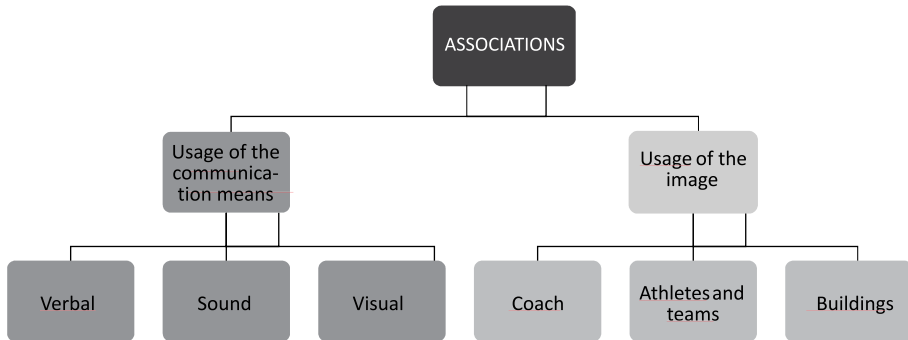 ASSOCIATIONS
Usage of the
communica-
tion means
Usage of the
image
Verbal
Sound
Visual
Coach
Athletes and
teams
Buildings